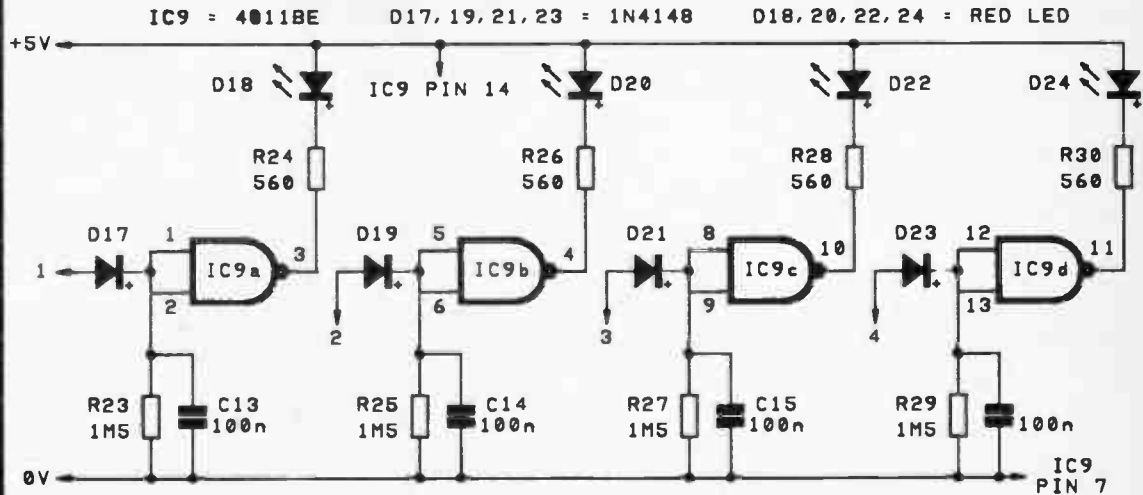 IC9 = 4011BE D17,19,21,23 = 1N4148 D18,20,22,24 = RED LED
+5V
D18
IC9 PIN 14
D20
D22
D24
R24
560
R26
560
R28
560
R30
560
D17
1
3
D19
5
4
D21
8
10
D23
12
11
1
IC9a
IC9b
IC9c
IC9d
2
6
9
13
2
3
4
R23
1M5
C13
100n
R25
1M5
C14
100n
R27
1M5
C15
100n
R29
1M5
100n
0V
IC9
PIN 7